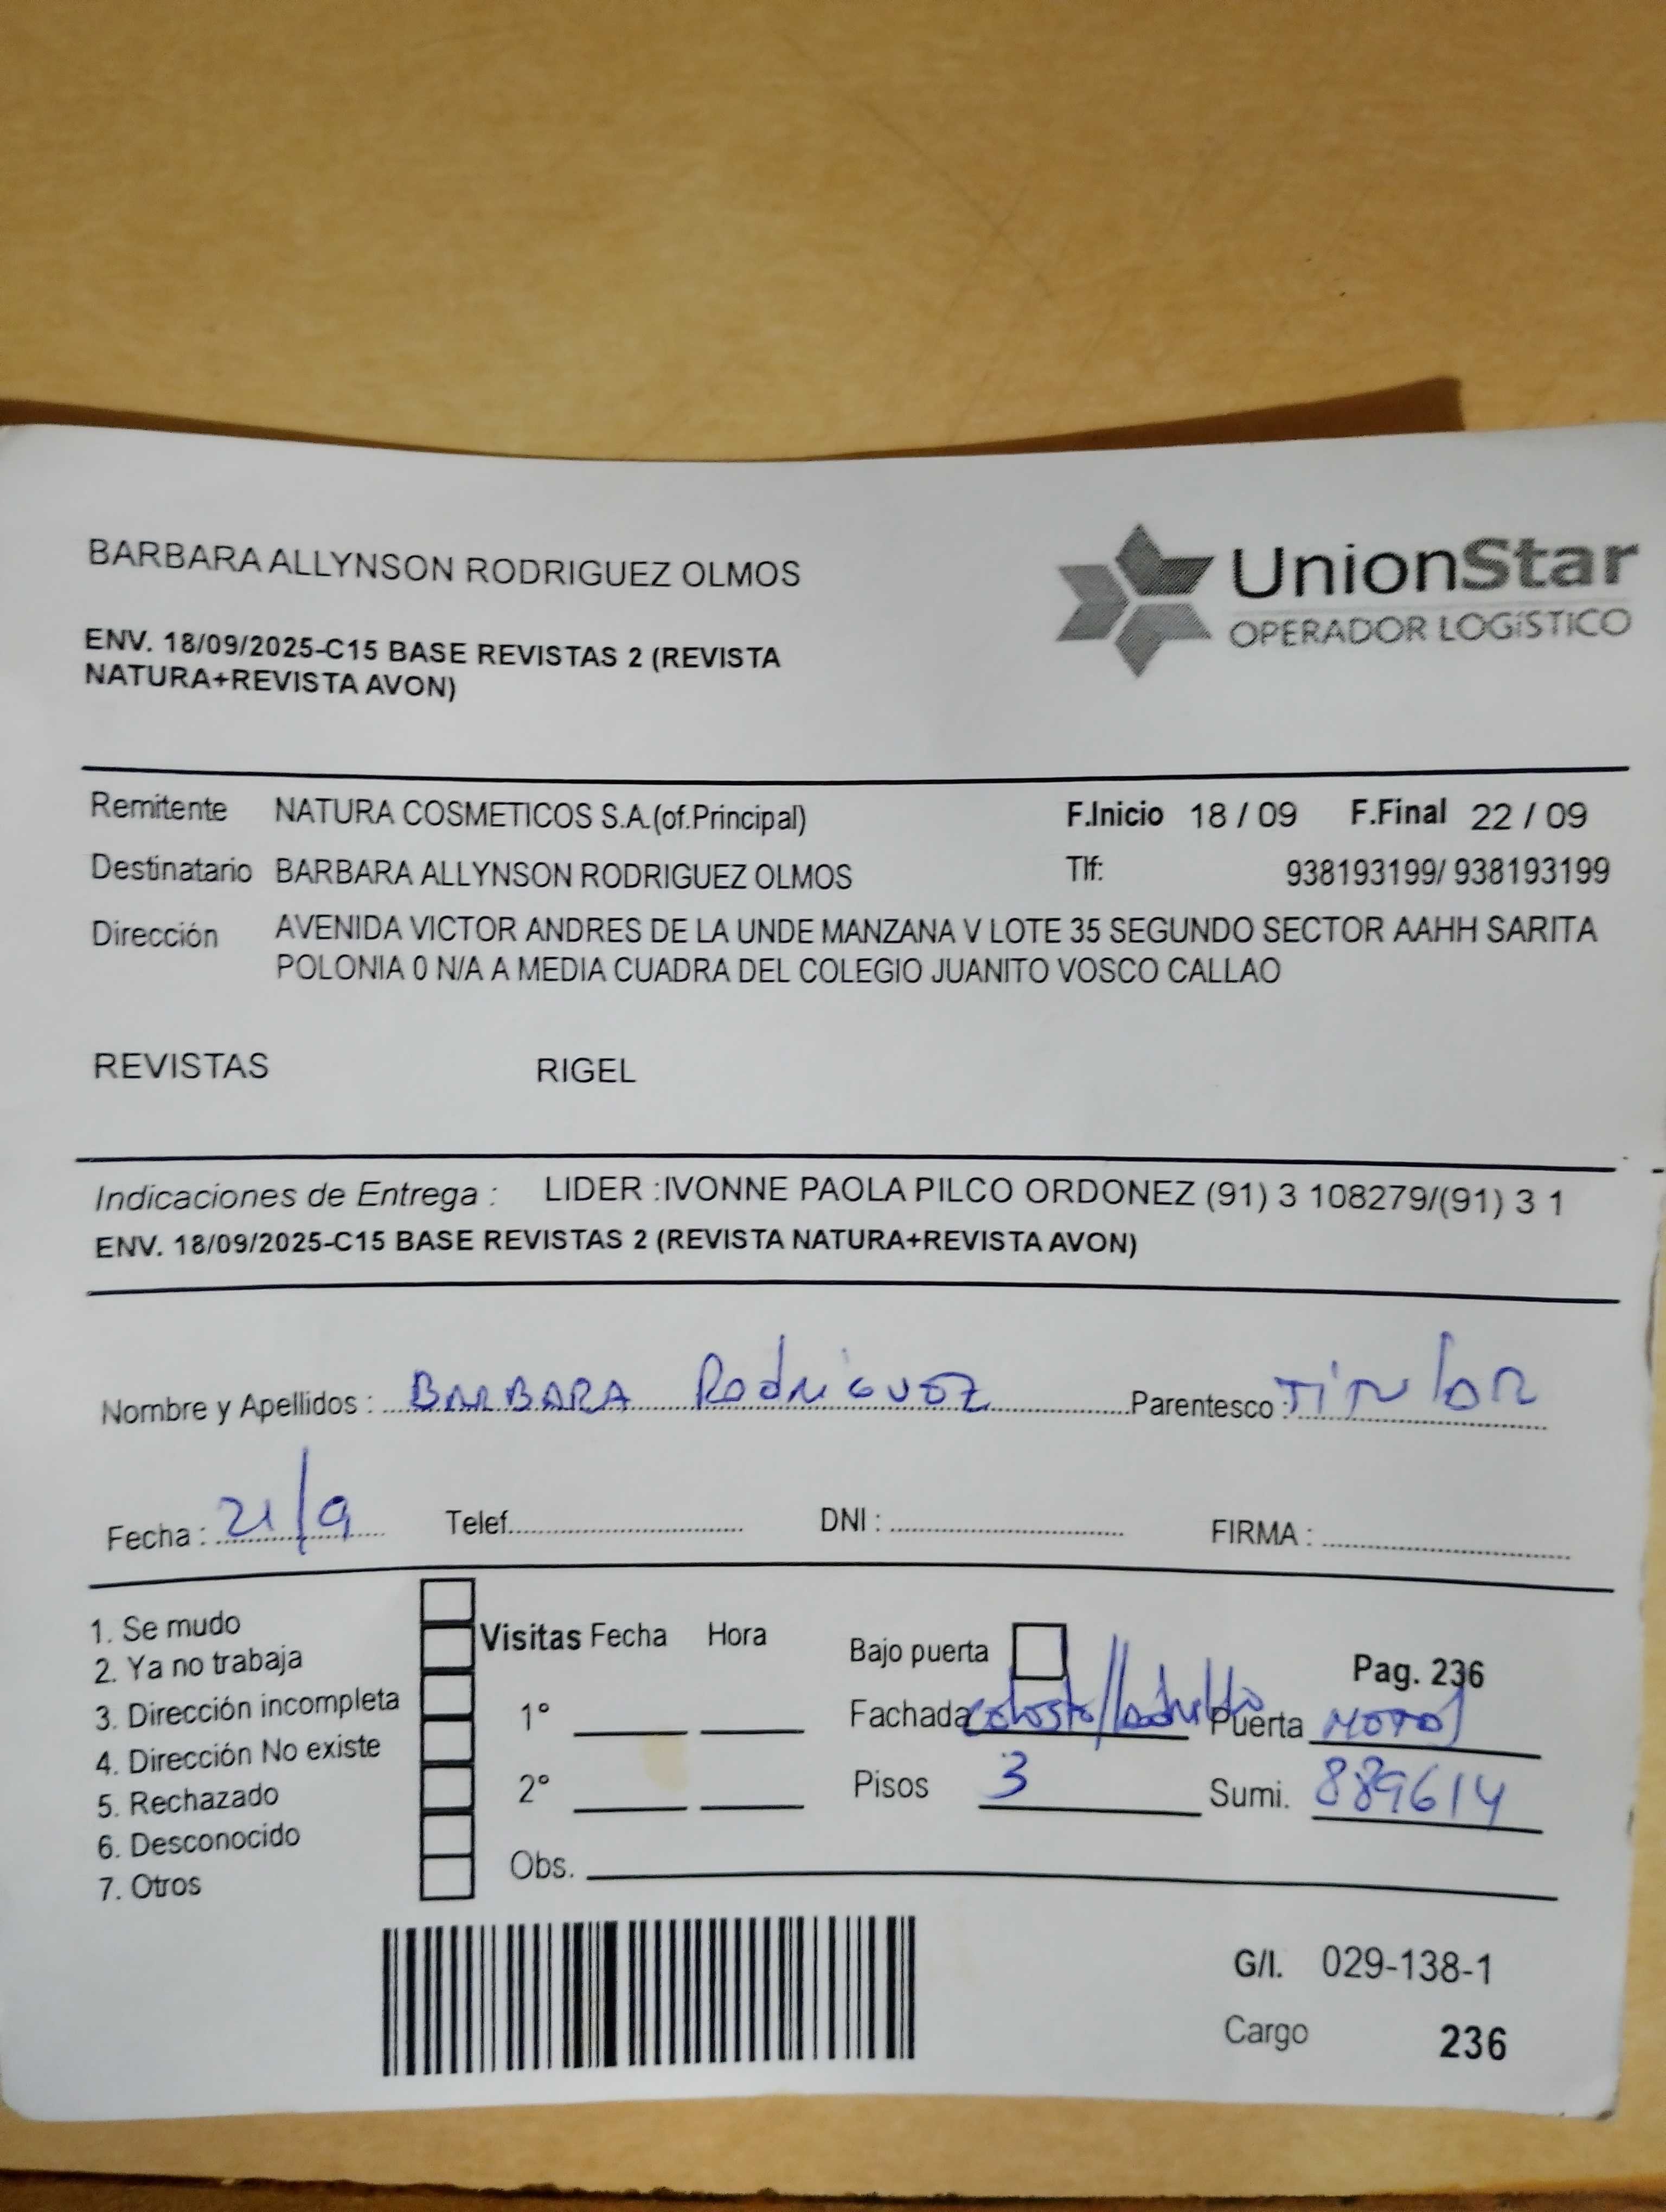 BARBARA ALLYNSON RODRIGUEZ OLMOS
UnionStar
OPERADOR LOGÍSTICO
ENV. 18/09/2025-C15 BASE REVISTAS 2 (REVISTA
NATURA+REVISTA AVON)
Remitente NATURA COSMETICOS S.A.(of.Principal) F.Inicio 18 / 09 F.Final 22 / 09
Destinatario BARBARA ALLYNSON RODRIGUEZ OLMOS Tlf: 938193199/ 938193199
Dirección AVENIDA VICTOR ANDRES DE LA UNDE MANZANA V LOTE 35 SEGUNDO SECTOR AAHH SARITA
POLONIA 0 N/A A MEDIA CUADRA DEL COLEGIO JUANITO VOSCO CALLAO
REVISTAS RIGEL
Indicaciones de Entrega : LIDER :IVONNE PAOLA PILCO ORDONEZ (91) 3 108279/(91) 3 1
ENV. 18/09/2025-C15 BASE REVISTAS 2 (REVISTA NATURA+REVISTA AVON)
Nombre y Apellidos : BARBARA Rodriguez Parentesco :
Fecha : 21/9 Telef. DNI : FIRMA :
1. Se mudo
2. Ya no trabaja
3. Dirección incompleta
4. Dirección No existe
5. Rechazado
6. Desconocido
7. Otros
Visitas Fecha Hora
1°
2°
Obs.
Bajo puerta Pag. 236
Fachada Puerta
Pisos 3 Sumi. 889614
G/I. 029-138-1
Cargo 236